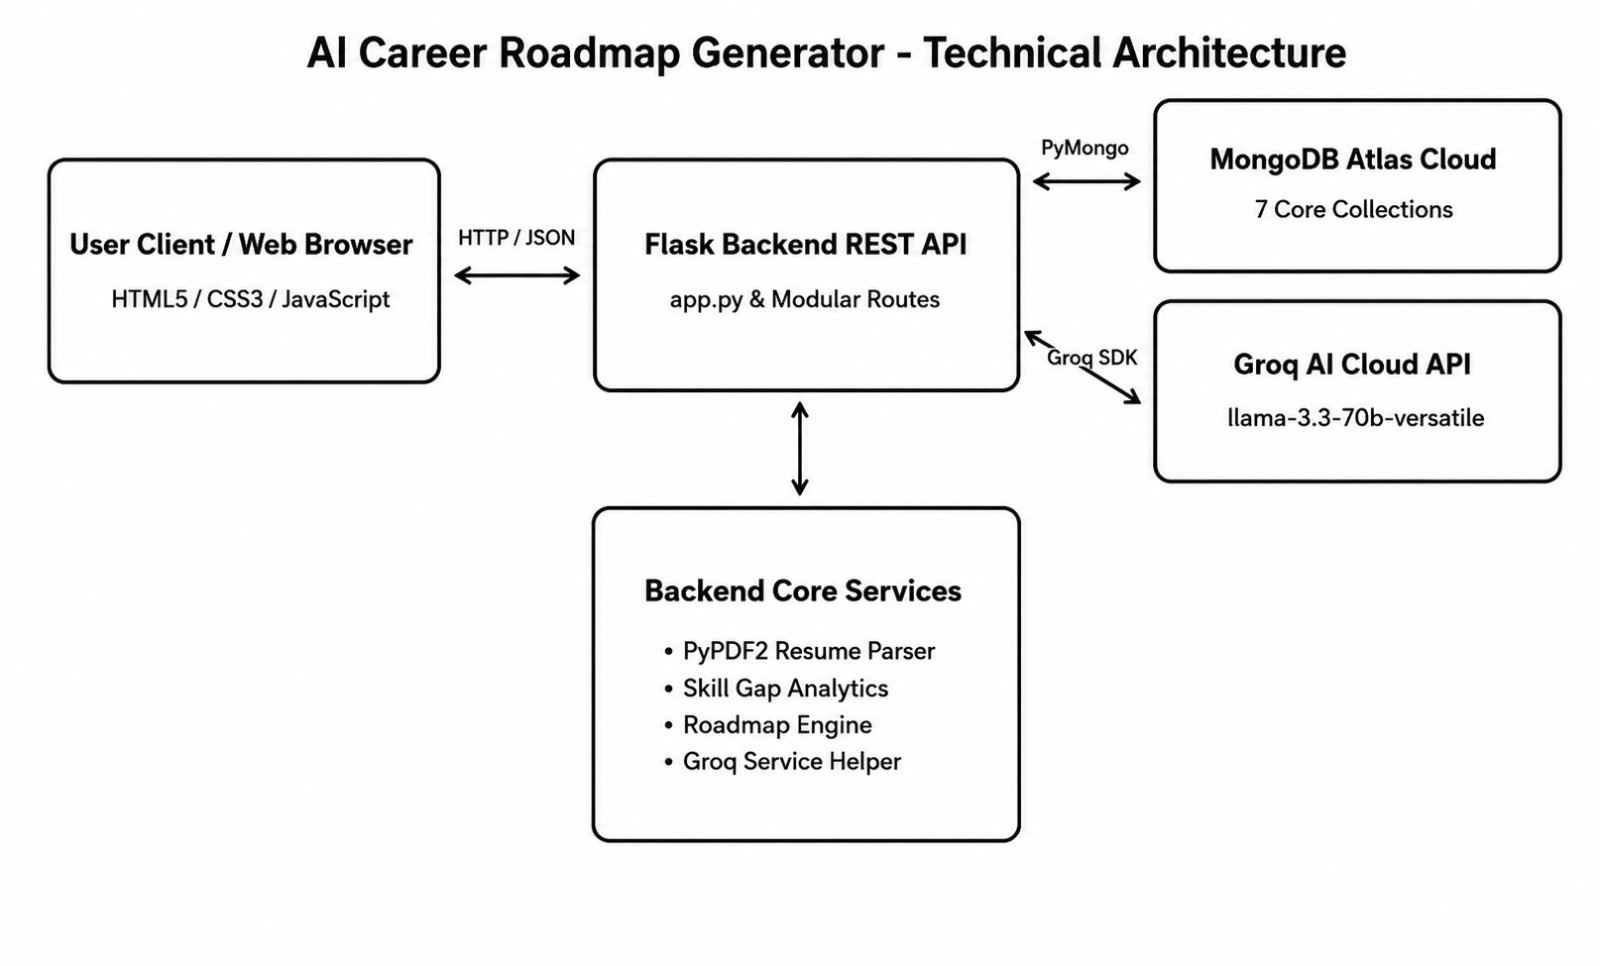 AI Career Roadmap Generator - Technical Architecture
User Client / Web Browser
HTML5 / CSS3 / JavaScript
HTTP / JSON
Flask Backend REST API
app.py & Modular Routes
PyMongo
MongoDB Atlas Cloud
7 Core Collections
Groq SDK
Groq AI Cloud API
llama-3.3-70b-versatile
Backend Core Services
• PyPDF2 Resume Parser
• Skill Gap Analytics
• Roadmap Engine
• Groq Service Helper